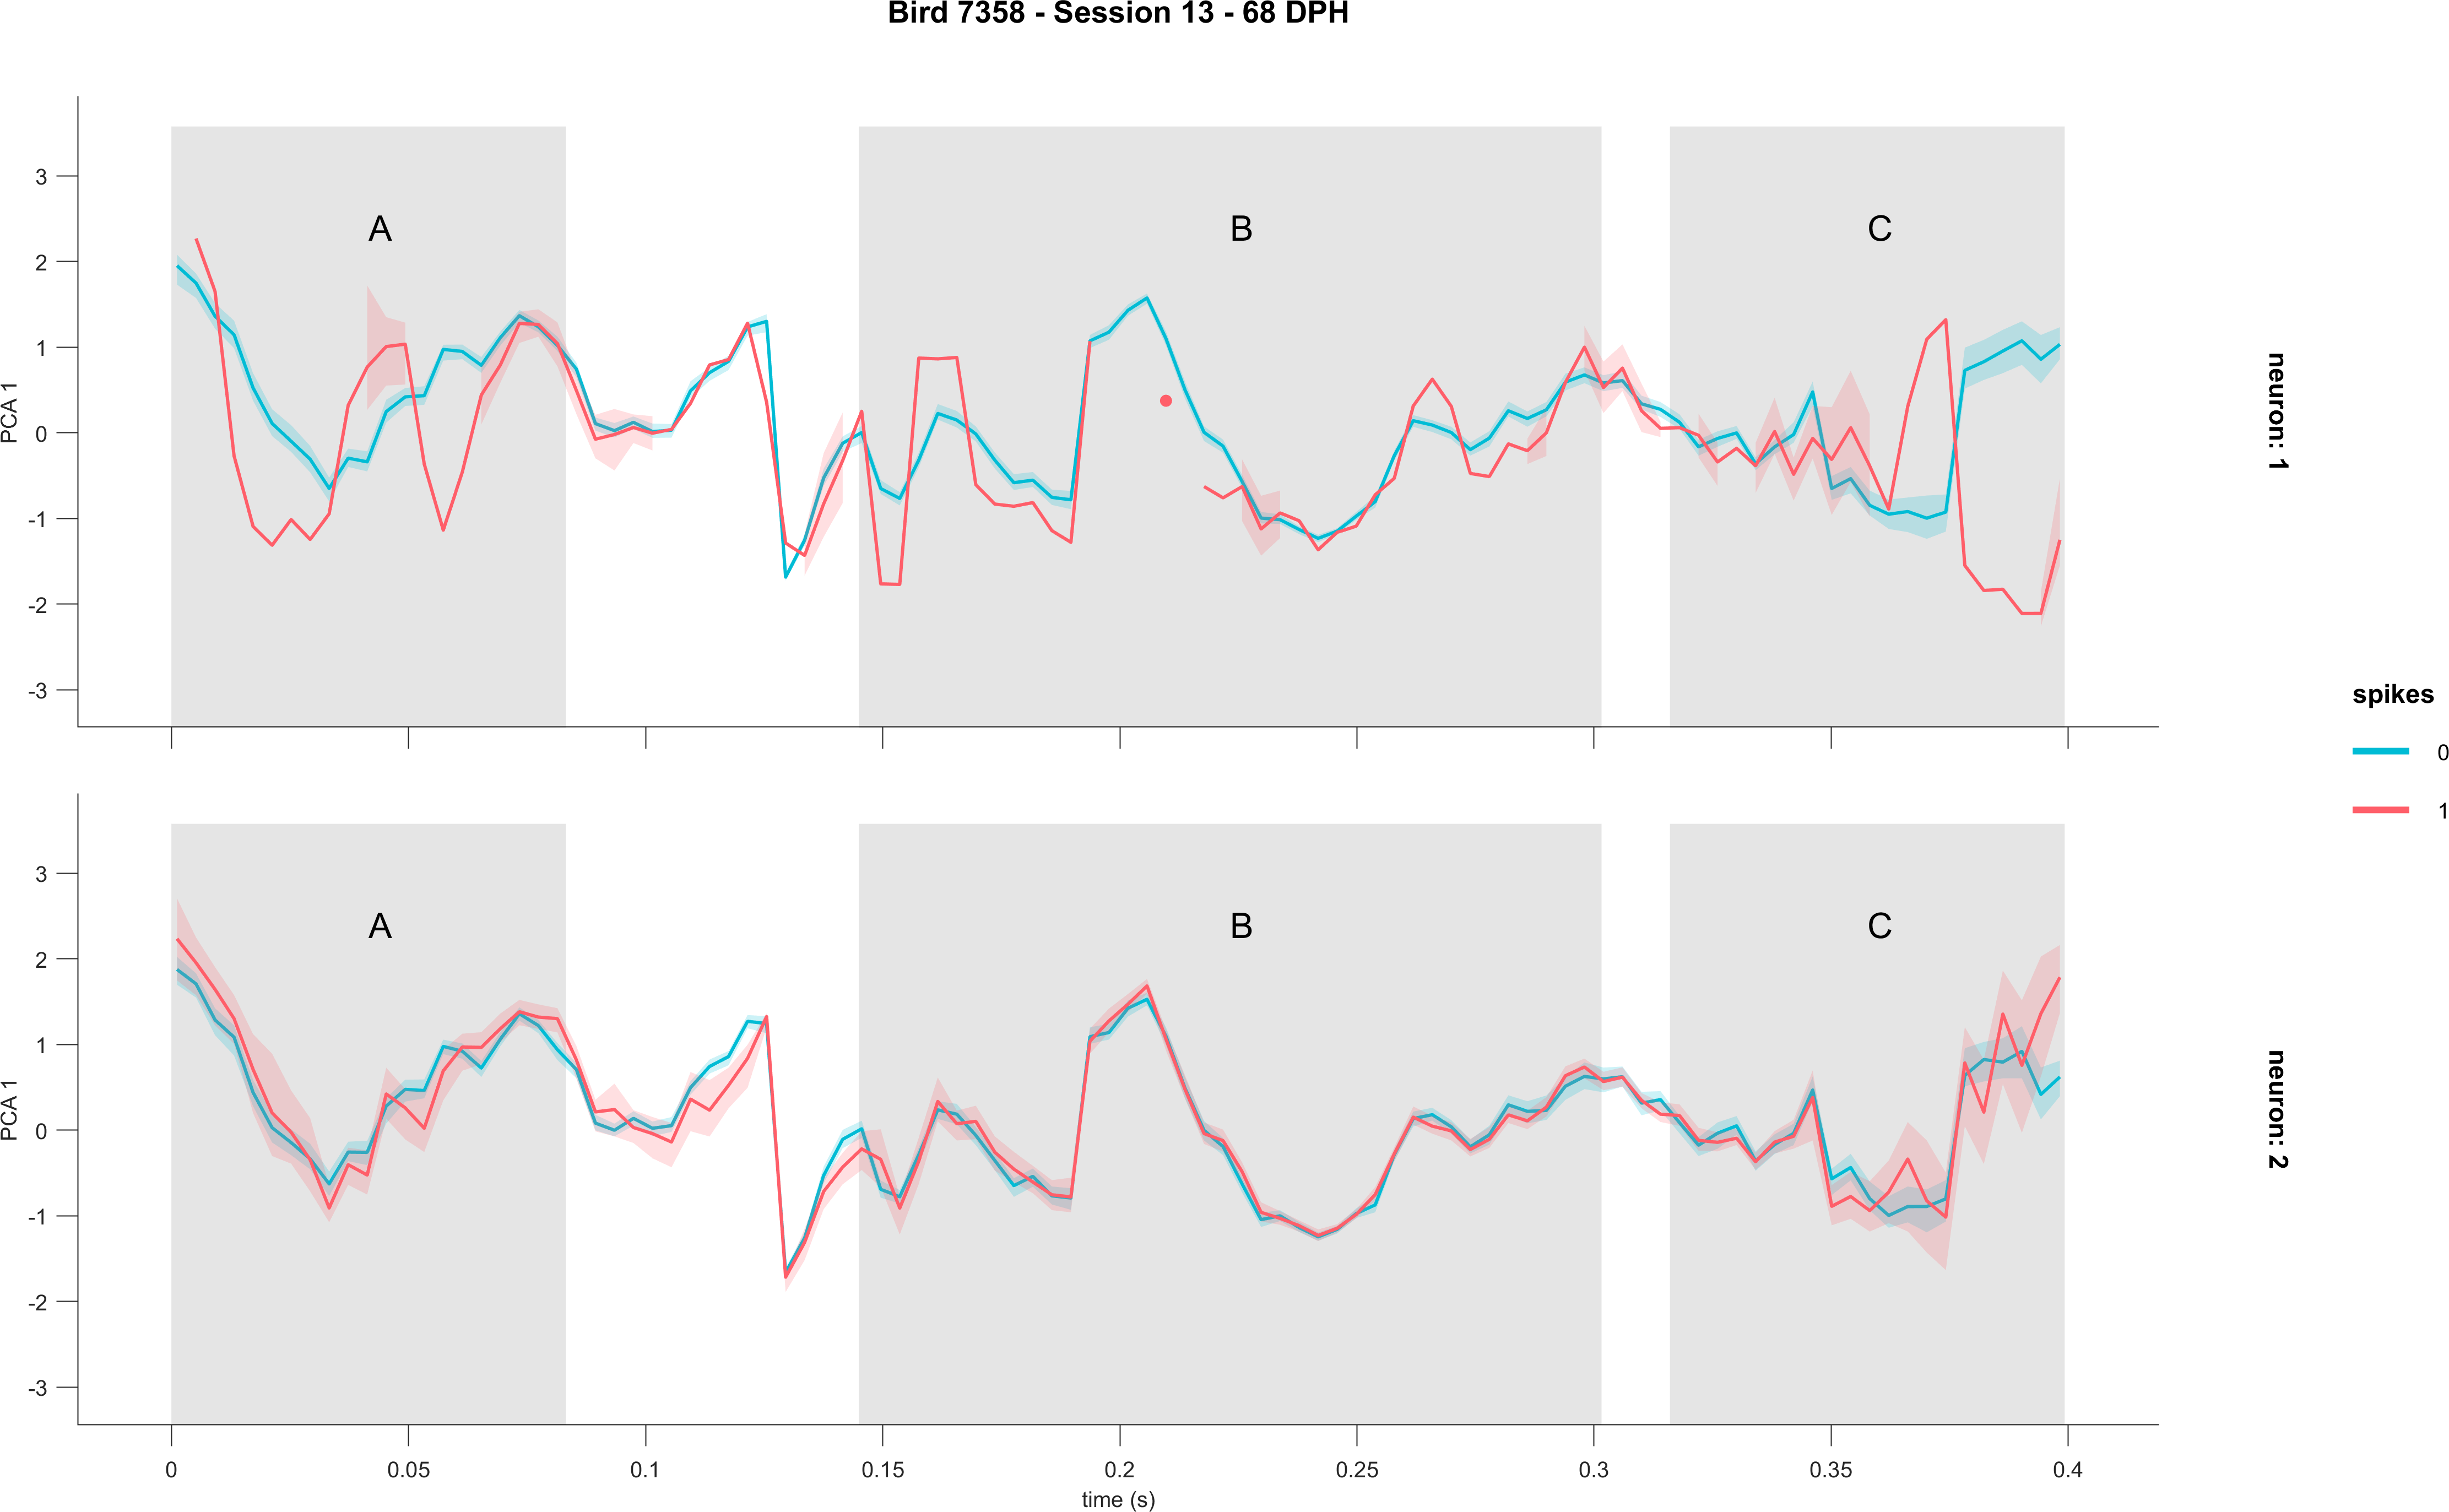 Bird 7358 - Session 13 - 68 DPH
3
2
1
0
-1
-2
-3
PCA 1
A
B
C
neuron: 1
spikes
0
1
3
2
1
0
-1
-2
-3
PCA 1
A
B
C
neuron: 2
0
0.05
0.1
0.15
0.2
0.25
0.3
0.35
0.4
time (s)